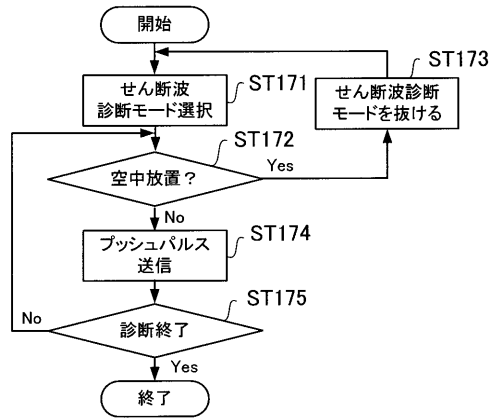 開始
せん断波
診断モード選択
ST171
せん断波診断
モードを抜ける
ST173
空中放置?
ST172
Yes
No
プッシュパルス
送信
ST174
診断終了
ST175
No
Yes
終了